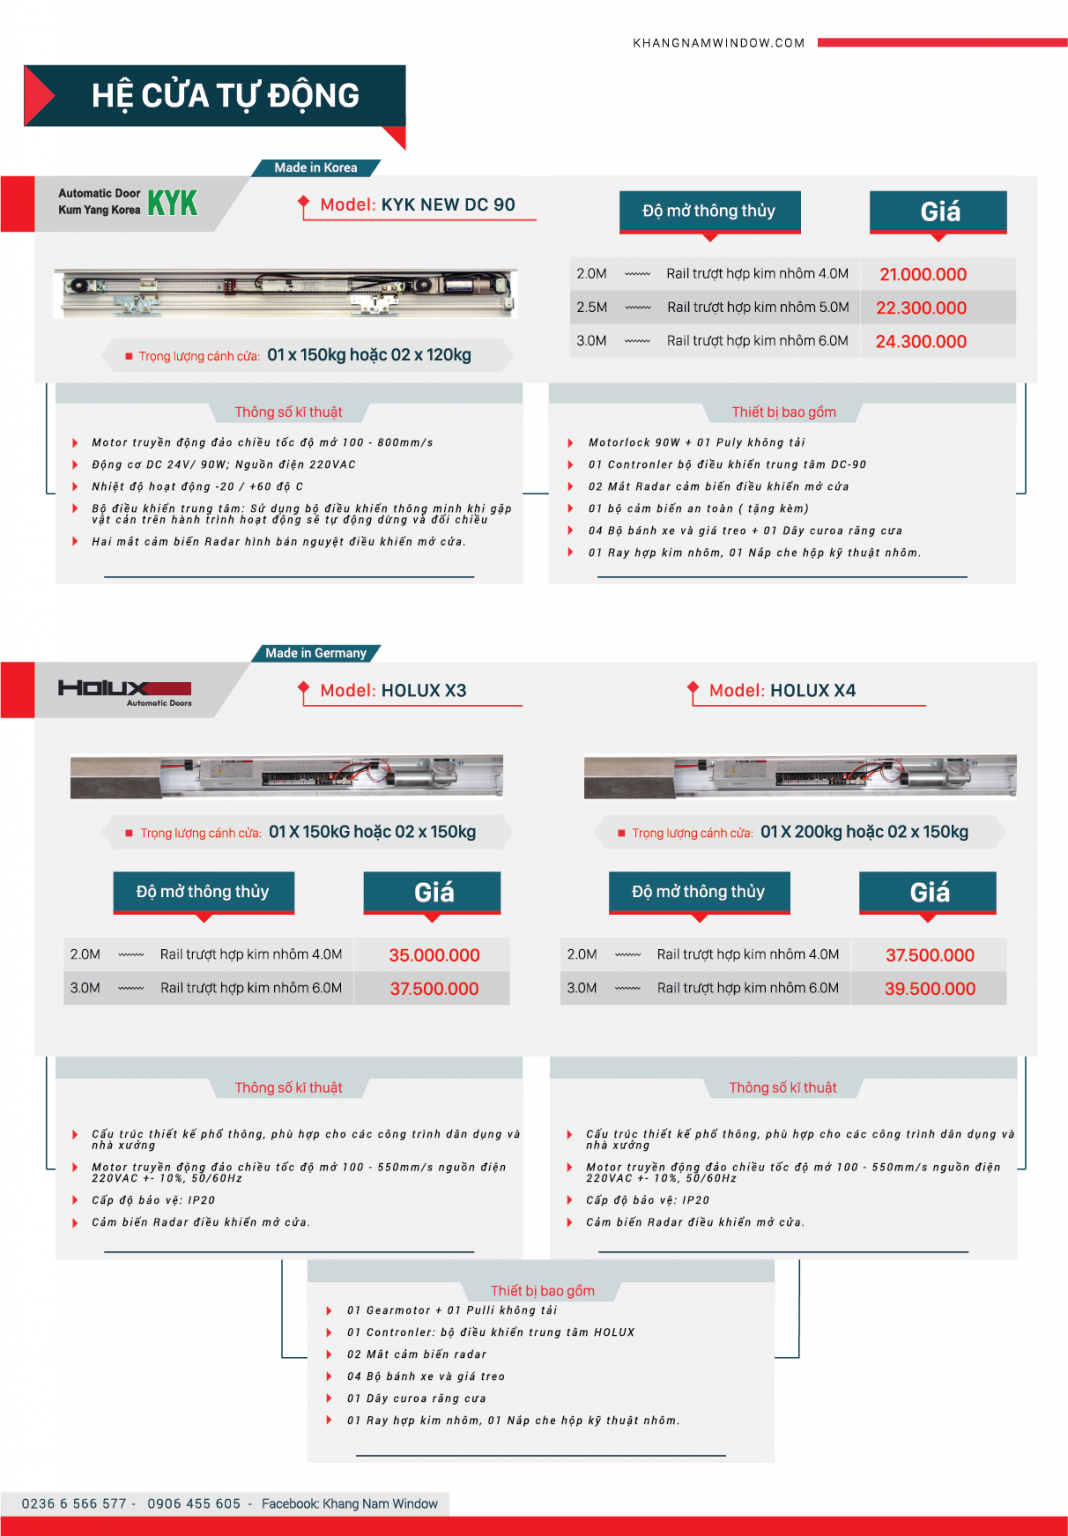 KHANGNAMWINDOW.COM
HỆ CỬA TỰ ĐỘNG
Made in Korea
Automatic Door
Kum Yang Korea
KYK
Model: KYK NEW DC 90
Độ mở thông thủy
Giá
2.0M
Rail trượt hợp kim nhôm 4.0M
21.000.000
2.5M
Rail trượt hợp kim nhôm 5.0M
22.300.000
3.0M
Rail trượt hợp kim nhôm 6.0M
24.300.000
Trọng lượng cánh cửa: 01 x 150kg hoặc 02 x 120kg
Thông số kĩ thuật
Motor truyền động đảo chiều tốc độ mở 100 - 800mm/s
Động cơ DC 24V/ 90W; Nguồn điện 220VAC
Nhiệt độ hoạt động -20 / +60 độ C
Bộ điều khiển trung tâm: Sử dụng bộ điều khiển thông minh khi gặp
vật cản trên hành trình hoạt động sẽ tự động dừng và đổi chiều
Hai mắt cảm biến Radar hình bán nguyệt điều khiển mở cửa.
Thiết bị bao gồm
Motorlock 90W + 01 Puly không tải
01 Contronler bộ điều khiển trung tâm DC-90
02 Mắt Radar cảm biến điều khiển mở cửa
01 bộ cảm biến an toàn ( tặng kèm)
04 Bộ bánh xe và giá treo + 01 Dây curoa răng cưa
01 Ray hợp kim nhôm, 01 Nắp che hộp kỹ thuật nhôm.
Made in Germany
Holux
Automatic Doors
Model: HOLUX X3
Model: HOLUX X4
Trọng lượng cánh cửa: 01 X 150kG hoặc 02 x 150kg
Trọng lượng cánh cửa: 01 X 200kg hoặc 02 x 150kg
Độ mở thông thủy
Giá
2.0M
Rail trượt hợp kim nhôm 4.0M
35.000.000
3.0M
Rail trượt hợp kim nhôm 6.0M
37.500.000
Độ mở thông thủy
Giá
2.0M
Rail trượt hợp kim nhôm 4.0M
37.500.000
3.0M
Rail trượt hợp kim nhôm 6.0M
39.500.000
Thông số kĩ thuật
Cấu trúc thiết kế phổ thông, phù hợp cho các công trình dân dụng và
nhà xưởng
Motor truyền động đảo chiều tốc độ mở 100 - 550mm/s nguồn điện
220VAC +- 10%, 50/60Hz
Cấp độ bảo vệ: IP20
Cảm biến Radar điều khiển mở cửa.
Thông số kĩ thuật
Cấu trúc thiết kế phổ thông, phù hợp cho các công trình dân dụng và
nhà xưởng
Motor truyền động đảo chiều tốc độ mở 100 - 550mm/s nguồn điện
220VAC +- 10%, 50/60Hz
Cấp độ bảo vệ: IP20
Cảm biến Radar điều khiển mở cửa.
Thiết bị bao gồm
01 Gearmotor + 01 Pulli không tải
01 Contronler: bộ điều khiển trung tâm HOLUX
02 Mắt cảm biến radar
04 Bộ bánh xe và giá treo
01 Dây curoa răng cưa
01 Ray hợp kim nhôm, 01 Nắp che hộp kỹ thuật nhôm.
0236 6 566 577 - 0906 455 605 - Facebook: Khang Nam Window